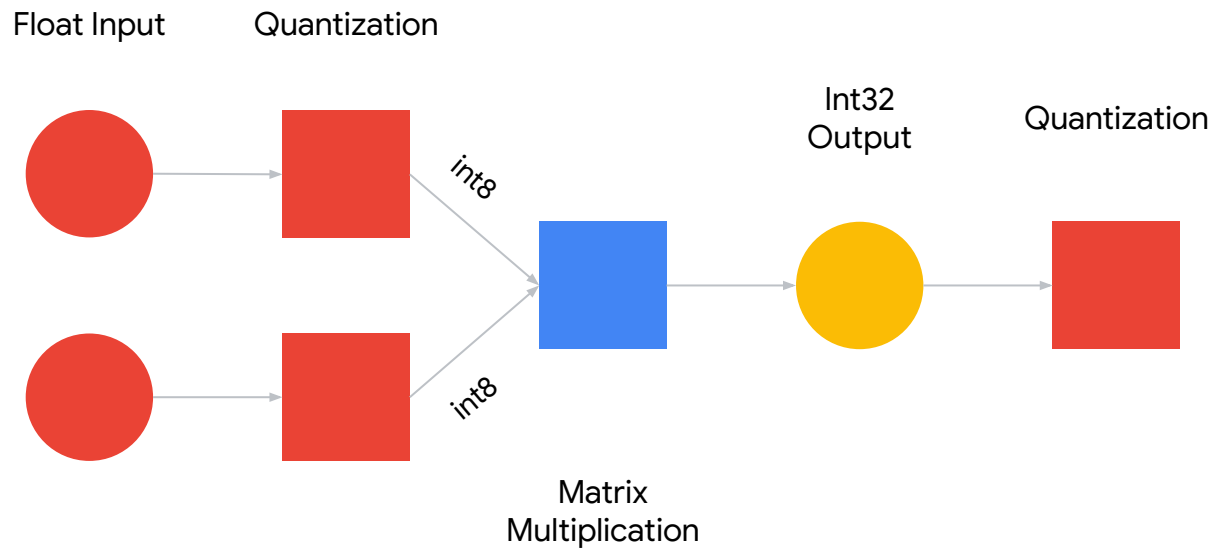 Float Input
Quantization
int8
int8
Matrix
Multiplication
Int32
Output
Quantization